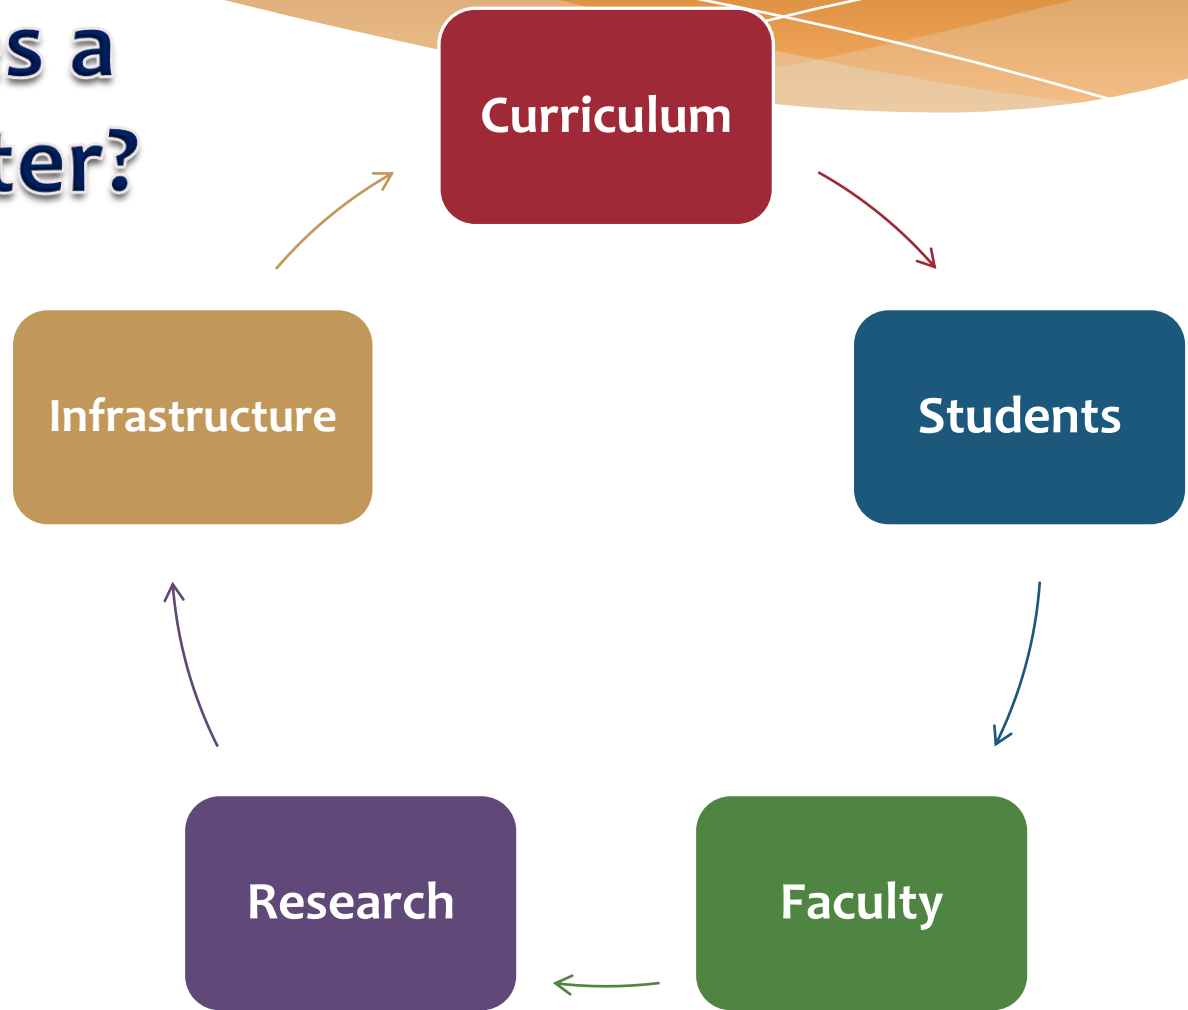 s a
ter?
Curriculum
Infrastructure
Students
Research
Faculty